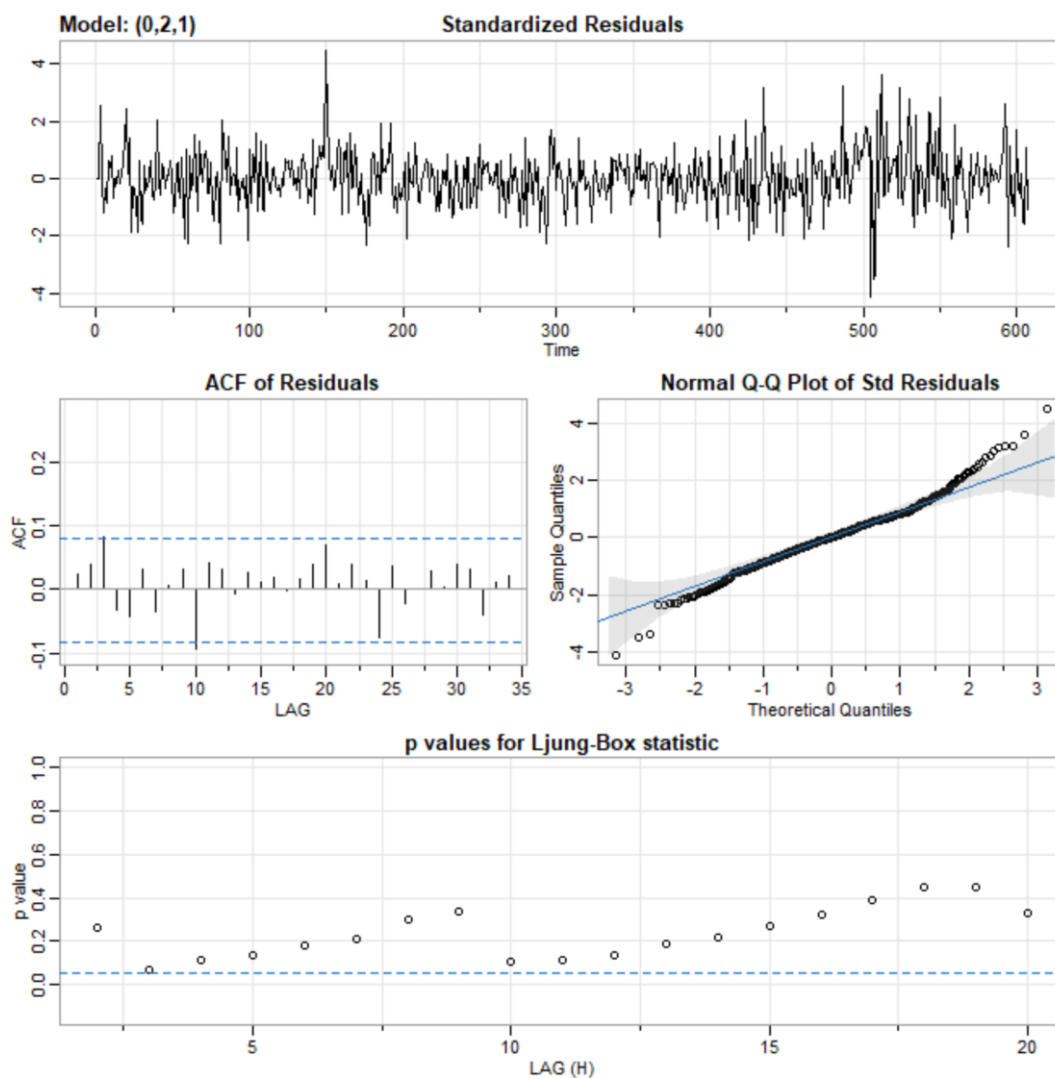 Model: (0,2,1) Standardized Residuals
4
2
0
-2
-4
0 100 200 300 400 500 600
Time
ACF of Residuals
ACF
0.2
0.1
0.0
-0.1
0 5 10 15 20 25 30 35
LAG
Normal Q-Q Plot of Std Residuals
Sample Quantiles
4
2
0
-2
-4
-3 -2 -1 0 1 2 3
Theoretical Quantiles
p values for Ljung-Box statistic
p value
1.0
0.8
0.6
0.4
0.2
0.0
5 10 15 20
LAG (H)